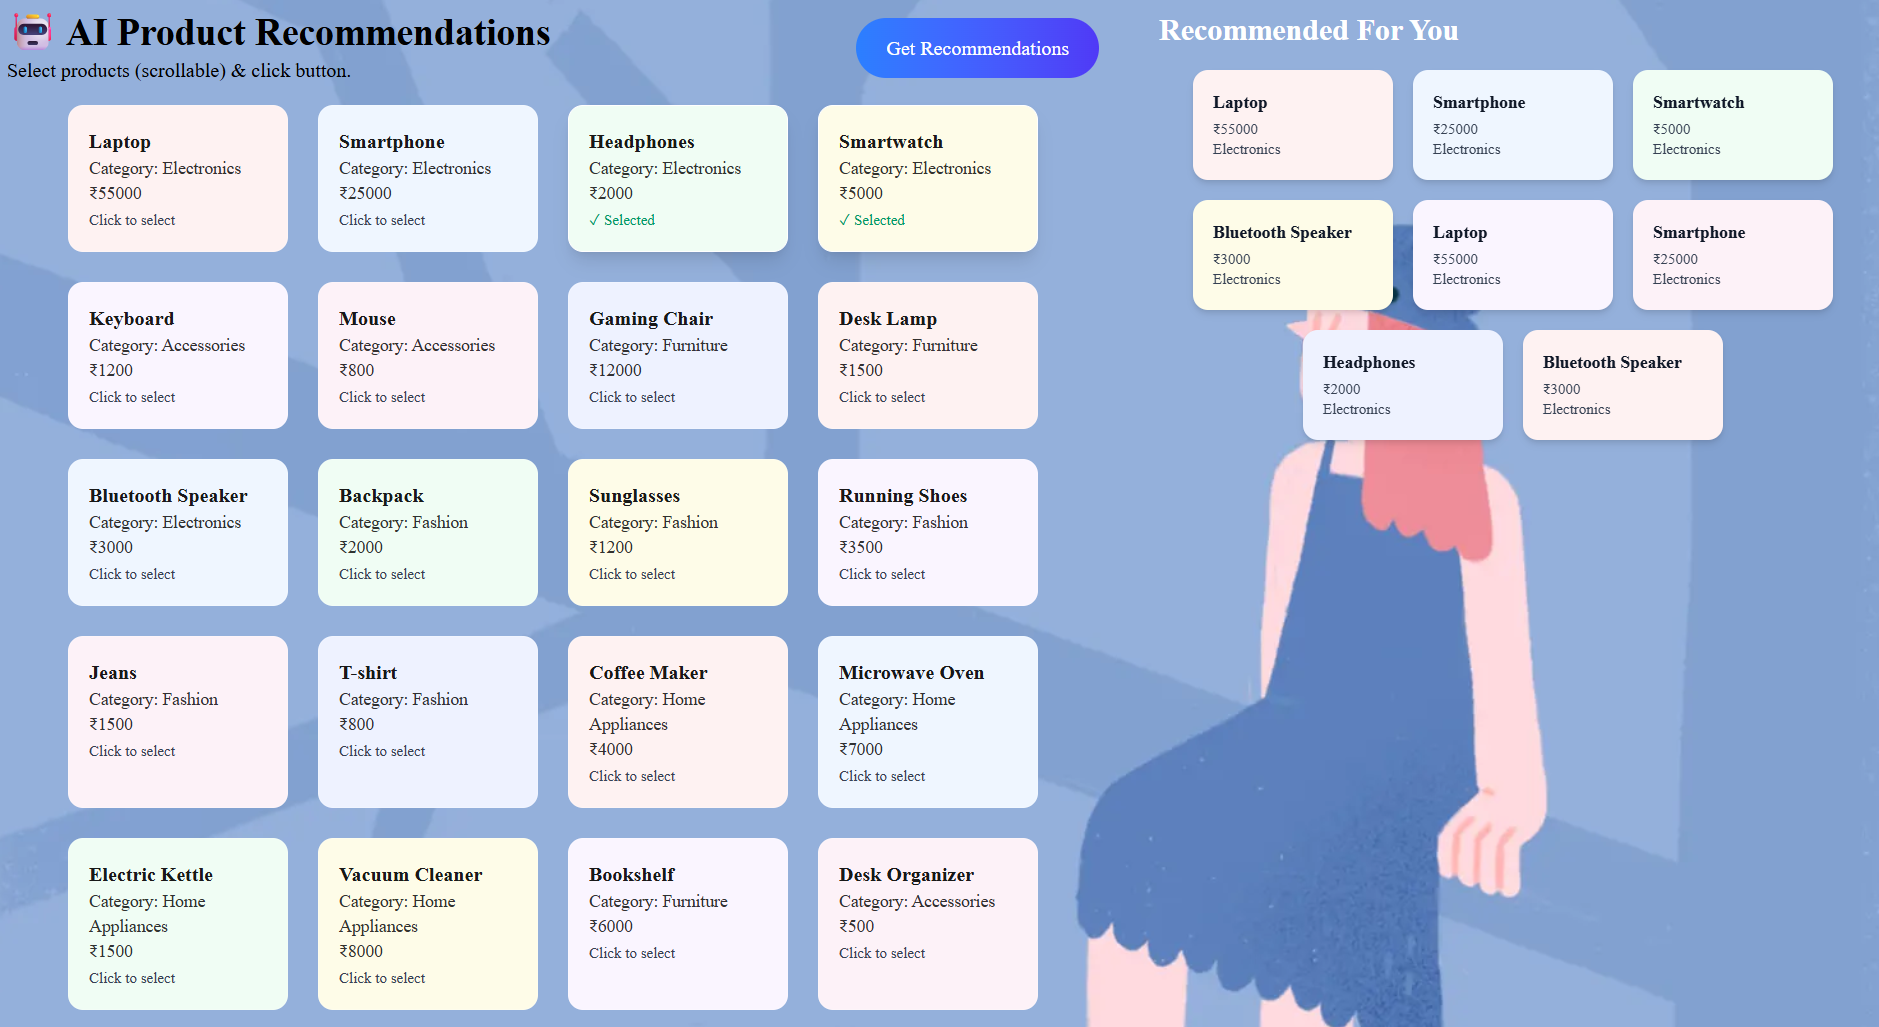 AI Product Recommendations
Select products (scrollable) & click button.
Get Recommendations
Laptop
Category: Electronics
₹55000
Click to select
Smartphone
Category: Electronics
₹25000
Click to select
Headphones
Category: Electronics
₹2000
✓ Selected
Smartwatch
Category: Electronics
₹5000
✓ Selected
Keyboard
Category: Accessories
₹1200
Click to select
Mouse
Category: Accessories
₹800
Click to select
Gaming Chair
Category: Furniture
₹12000
Click to select
Desk Lamp
Category: Furniture
₹1500
Click to select
Bluetooth Speaker
Category: Electronics
₹3000
Click to select
Backpack
Category: Fashion
₹2000
Click to select
Sunglasses
Category: Fashion
₹1200
Click to select
Running Shoes
Category: Fashion
₹3500
Click to select
Jeans
Category: Fashion
₹1500
Click to select
T-shirt
Category: Fashion
₹800
Click to select
Coffee Maker
Category: Home
Appliances
₹4000
Click to select
Microwave Oven
Category: Home
Appliances
₹7000
Click to select
Electric Kettle
Category: Home
Appliances
₹1500
Click to select
Vacuum Cleaner
Category: Home
Appliances
₹8000
Click to select
Bookshelf
Category: Furniture
₹6000
Click to select
Desk Organizer
Category: Accessories
₹500
Click to select
Recommended For You
Laptop
₹55000
Electronics
Smartphone
₹25000
Electronics
Smartwatch
₹5000
Electronics
Bluetooth Speaker
₹3000
Electronics
Laptop
₹55000
Electronics
Smartphone
₹25000
Electronics
Headphones
₹2000
Electronics
Bluetooth Speaker
₹3000
Electronics